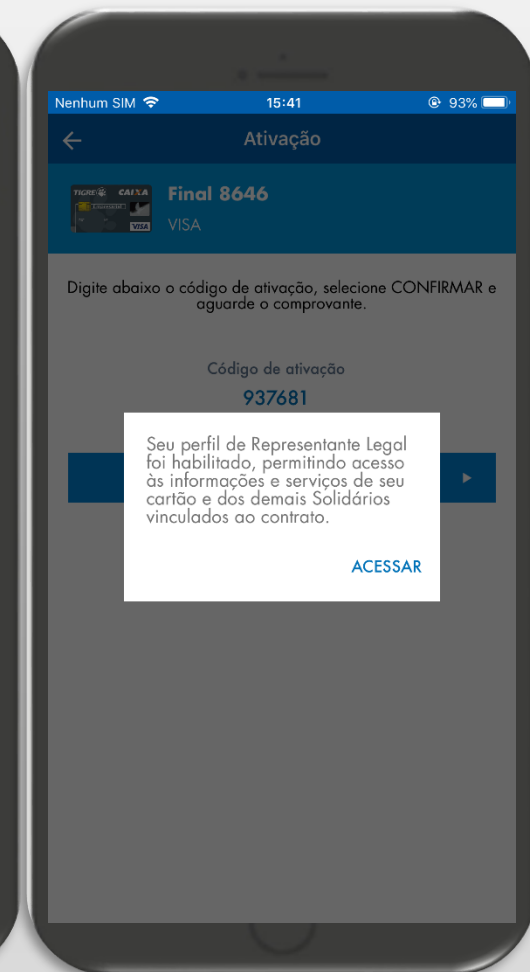 Nenhum SIM 15:41 93%
Ativação
TIGRE CAIXA
VISA
Final 8646
VISA
Digite abaixo o código de ativação, selecione CONFIRMAR e
aguarde o comprovante.
Código de ativação
937681
Seu perfil de Representante Legal
foi habilitado, permitindo acesso
às informações e serviços de seu
cartão e dos demais Solidários
vinculados ao contrato.
ACESSAR